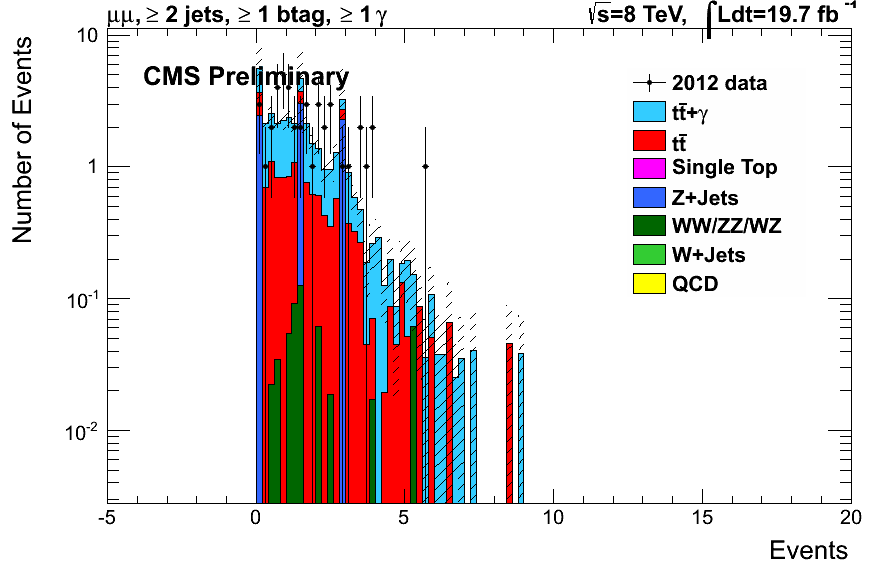 μμ, ≥ 2 jets, ≥ 1 btag, ≥ 1 γ
√s=8 TeV, ∫Ldt=19.7 fb⁻¹
CMS Preliminary
Number of Events
10
1
10⁻¹
10⁻²
2012 data
tt̄+γ
tt̄
Single Top
Z+Jets
WW/ZZ/WZ
W+Jets
QCD
-5 0 5 10 15 20
Events